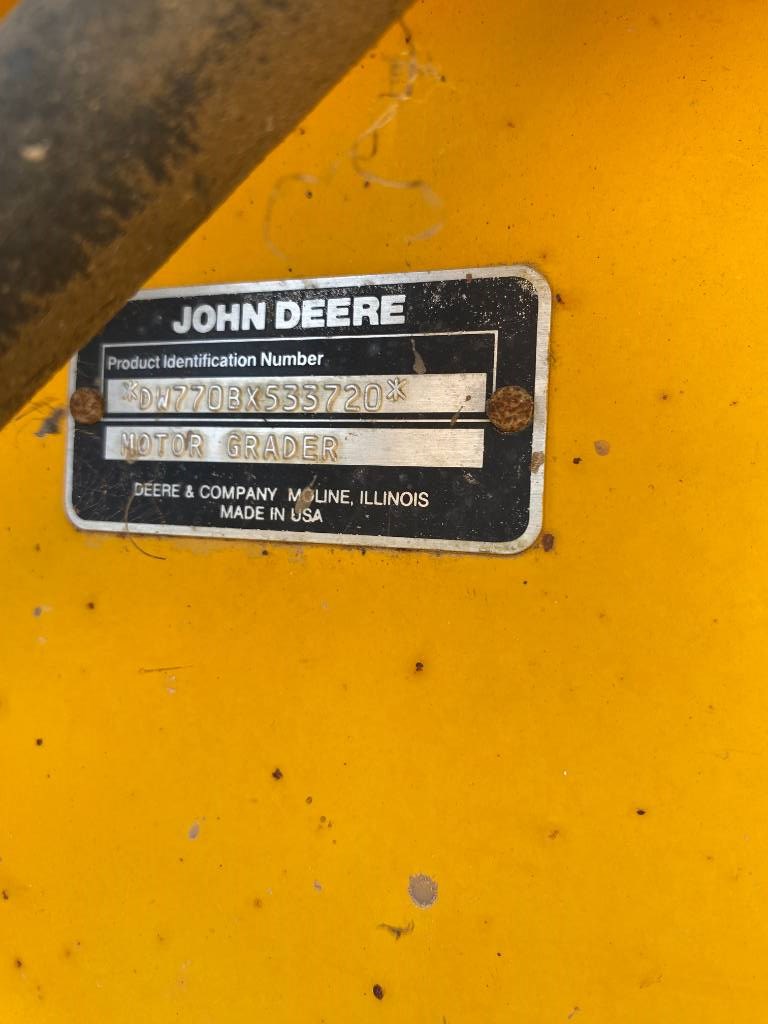 JOHN DEERE
Product Identification Number
*DW770BX533720*
MOTOR GRADER
DEERE & COMPANY MOLINE, ILLINOIS
MADE IN USA